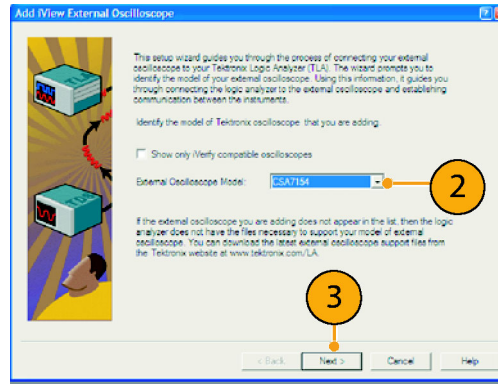 Add iView External Oscilloscope
This setup wizard guides you through the process of connecting your external
oscilloscope to your Tektronix Logic Analyzer (TLA). The wizard prompts you to
identify the model of your external oscilloscope. Using this information, it guides you
through connecting the logic analyzer to the external oscilloscope and establishing
communication between the instruments.
Identify the model of Tektronix oscilloscope that you are adding.
Show only iVerify compatible oscilloscopes
External Oscilloscope Model: CSA7154
2
If the external oscilloscope you are adding does not appear in the list, then the logic
analyzer does not have the files necessary to support your model of external
oscilloscope. You can download the latest external oscilloscope support files from
the Tektronix website at www.tektronix.com/LA.
3
< Back Next > Cancel Help
TDS